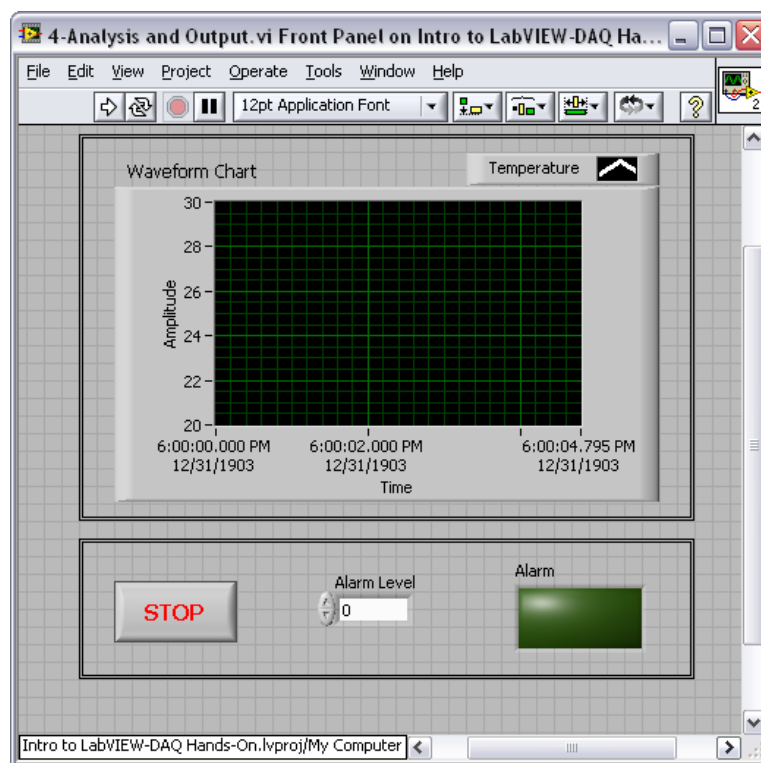 4-Analysis and Output.vi Front Panel on Intro to LabVIEW-DAQ Ha...
File Edit View Project Operate Tools Window Help
12pt Application Font
2
Waveform Chart
Temperature
30
28
26
24
22
20
Amplitude
6:00:00.000 PM 6:00:02.000 PM 6:00:04.795 PM
12/31/1903 12/31/1903 12/31/1903
Time
STOP
Alarm Level
0
Alarm
Intro to LabVIEW-DAQ Hands-On.lvproj/My Computer